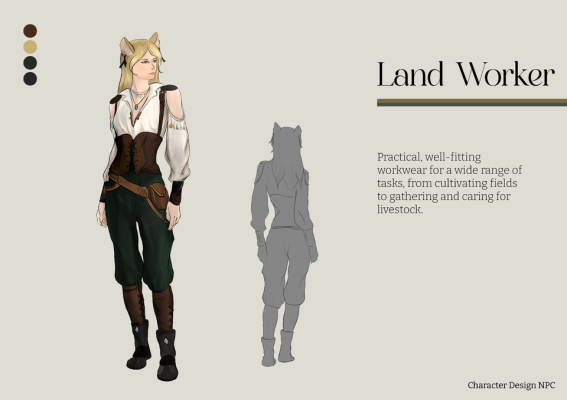 Land Worker
Practical, well-fitting
workwear for a wide range of
tasks, from cultivating fields
to gathering and caring for
livestock.
Character Design NPC